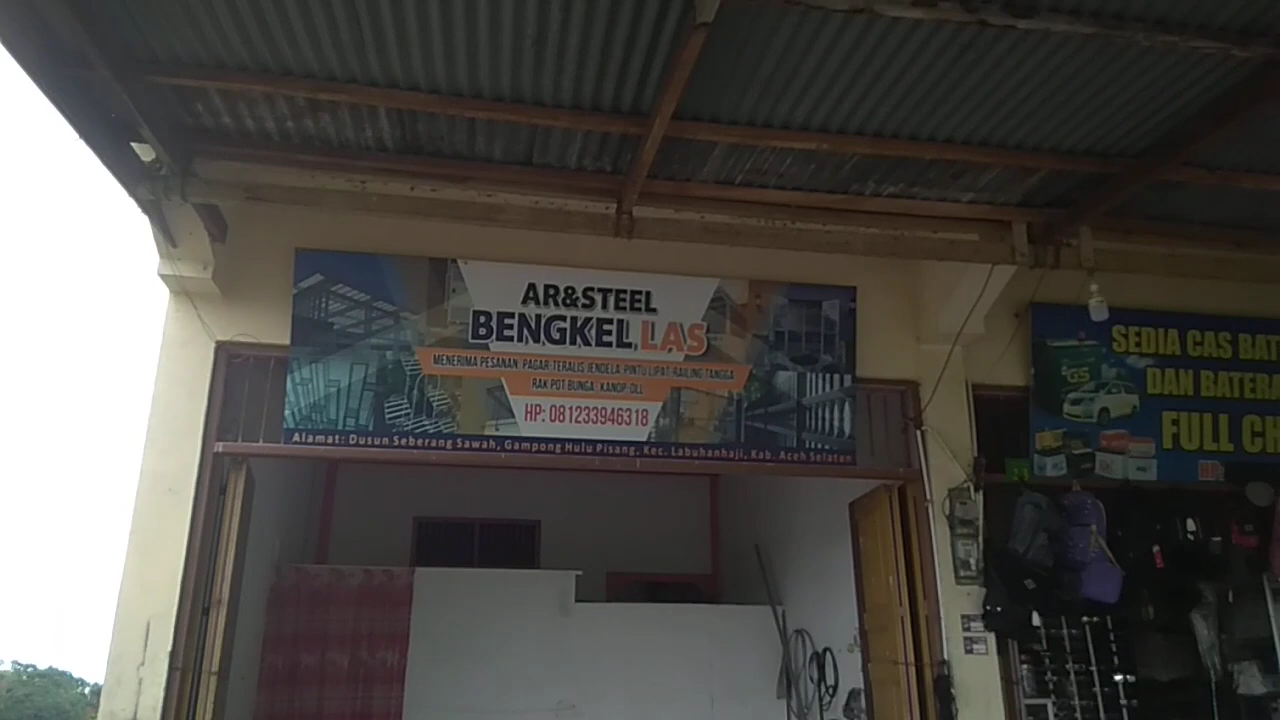 AR&STEEL
BENGKEL LAS
MENERIMA PESANAN: PAGAR-TERALIS JENDELA-PINTU LIPAT-RAILING TANGGA
RAK POT BUNGA - KANOPI-DLL
HP: 081233946318
Alamat: Dusun Seberang Sawah, Gampong Hulu Pisang. Kec. Labuhanhaji, Kab. Aceh Selatan
SEDIA CAS BAT
DAN BATERA
FULL CH
GS
HP